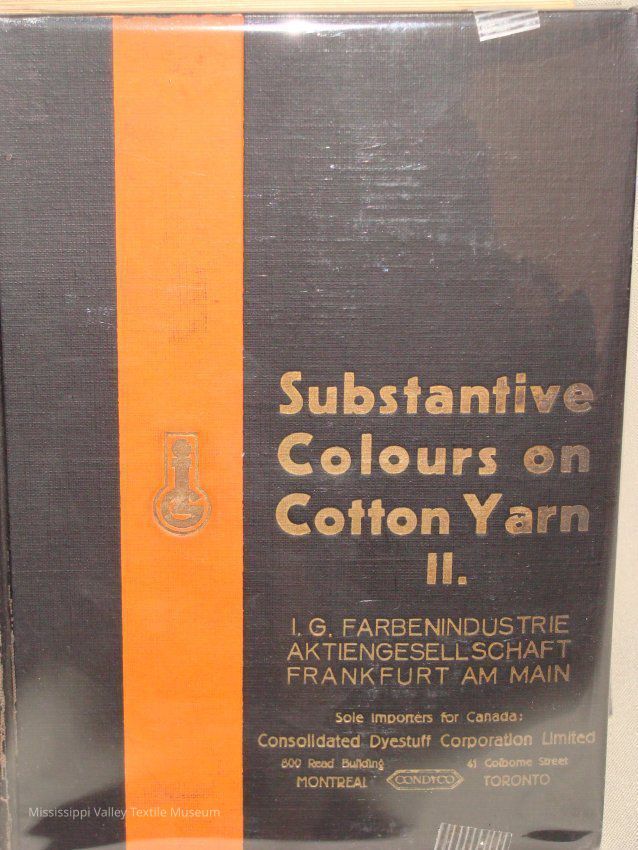 Substantive
Colours on
Cotton Yarn
II.
I. G. FARBENINDUSTRIE
AKTIENGESELLSCHAFT
FRANKFURT AM MAIN
Sole Importers for Canada:
Consolidated Dyestuff Corporation Limited
800 Read Building 41 Colborne Street
MONTREAL CONDYCO TORONTO
Mississippi Valley Textile Museum